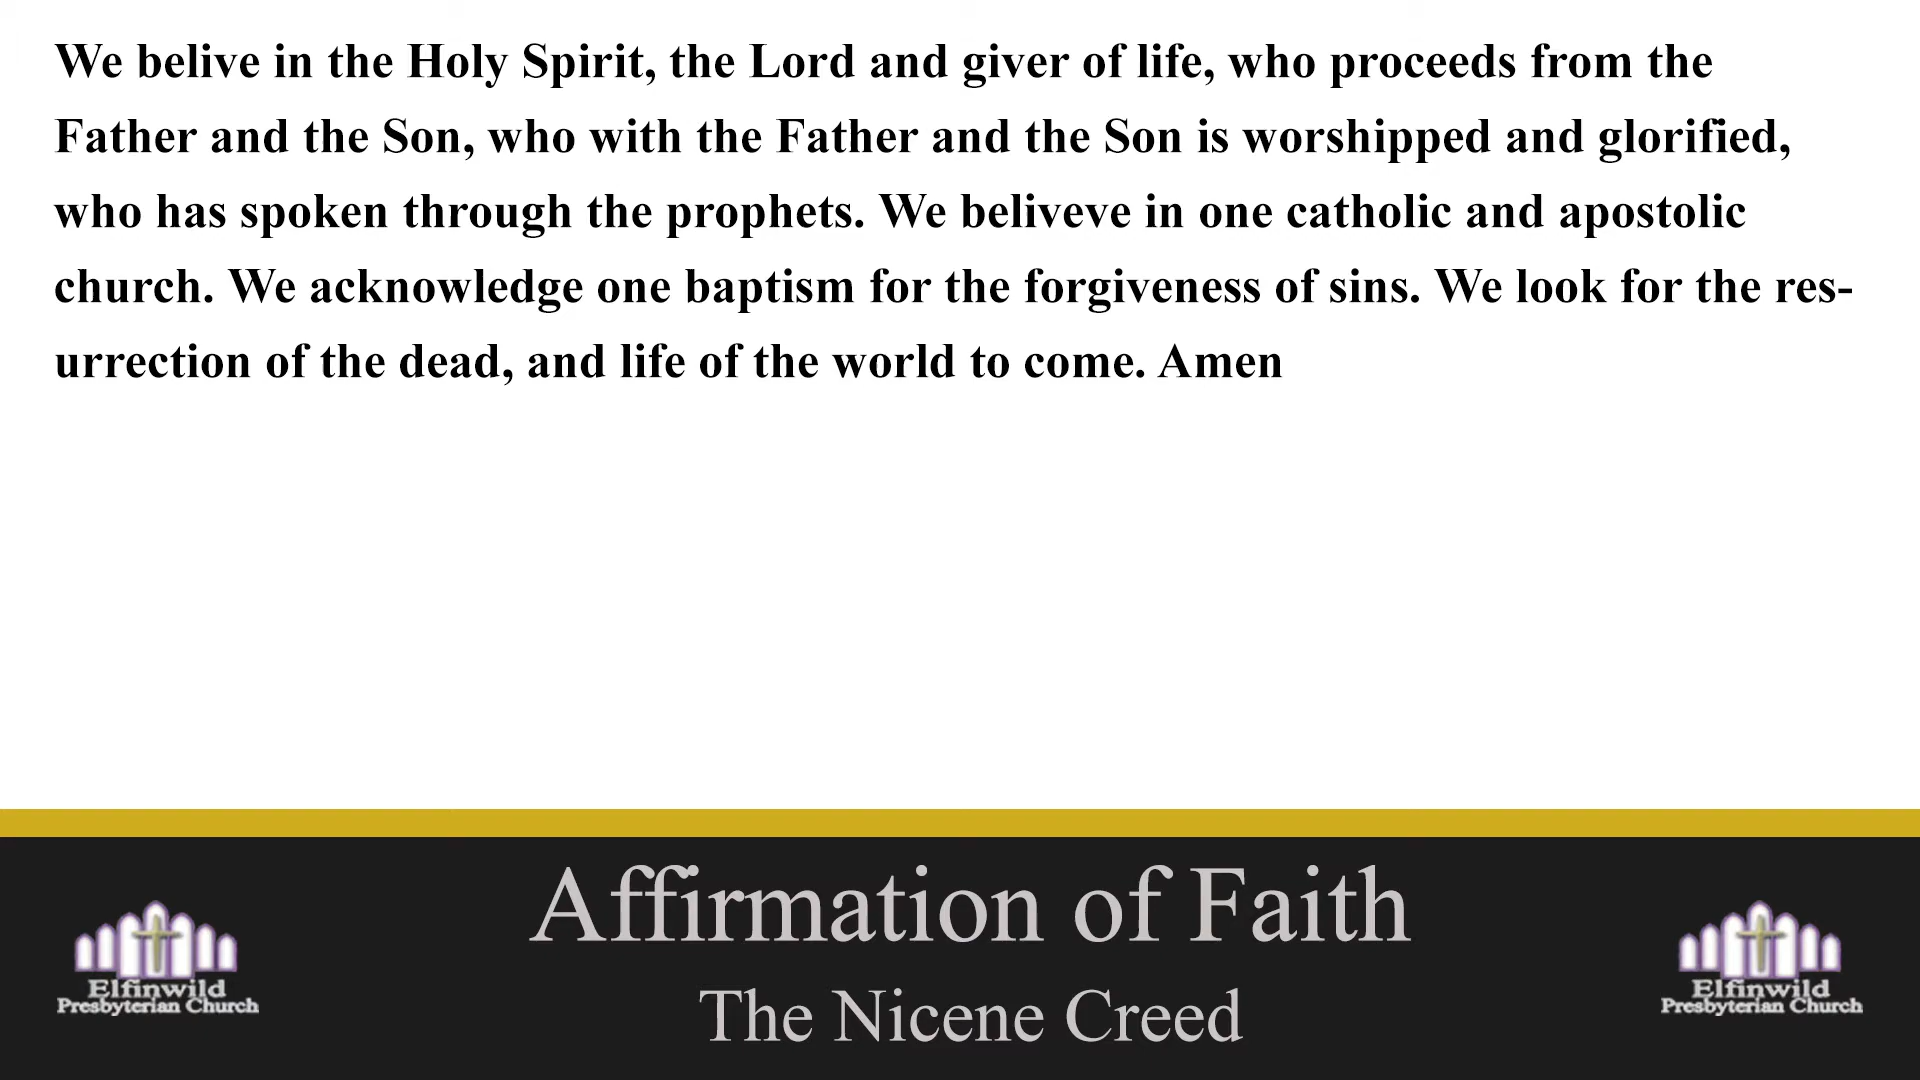 We belive in the Holy Spirit, the Lord and giver of life, who proceeds from the
Father and the Son, who with the Father and the Son is worshipped and glorified,
who has spoken through the prophets. We beliveve in one catholic and apostolic
church. We acknowledge one baptism for the forgiveness of sins. We look for the res-
urrection of the dead, and life of the world to come. Amen
Affirmation of Faith
The Nicene Creed
Elfinwild
Presbyterian Church
Elfinwild
Presbyterian Church